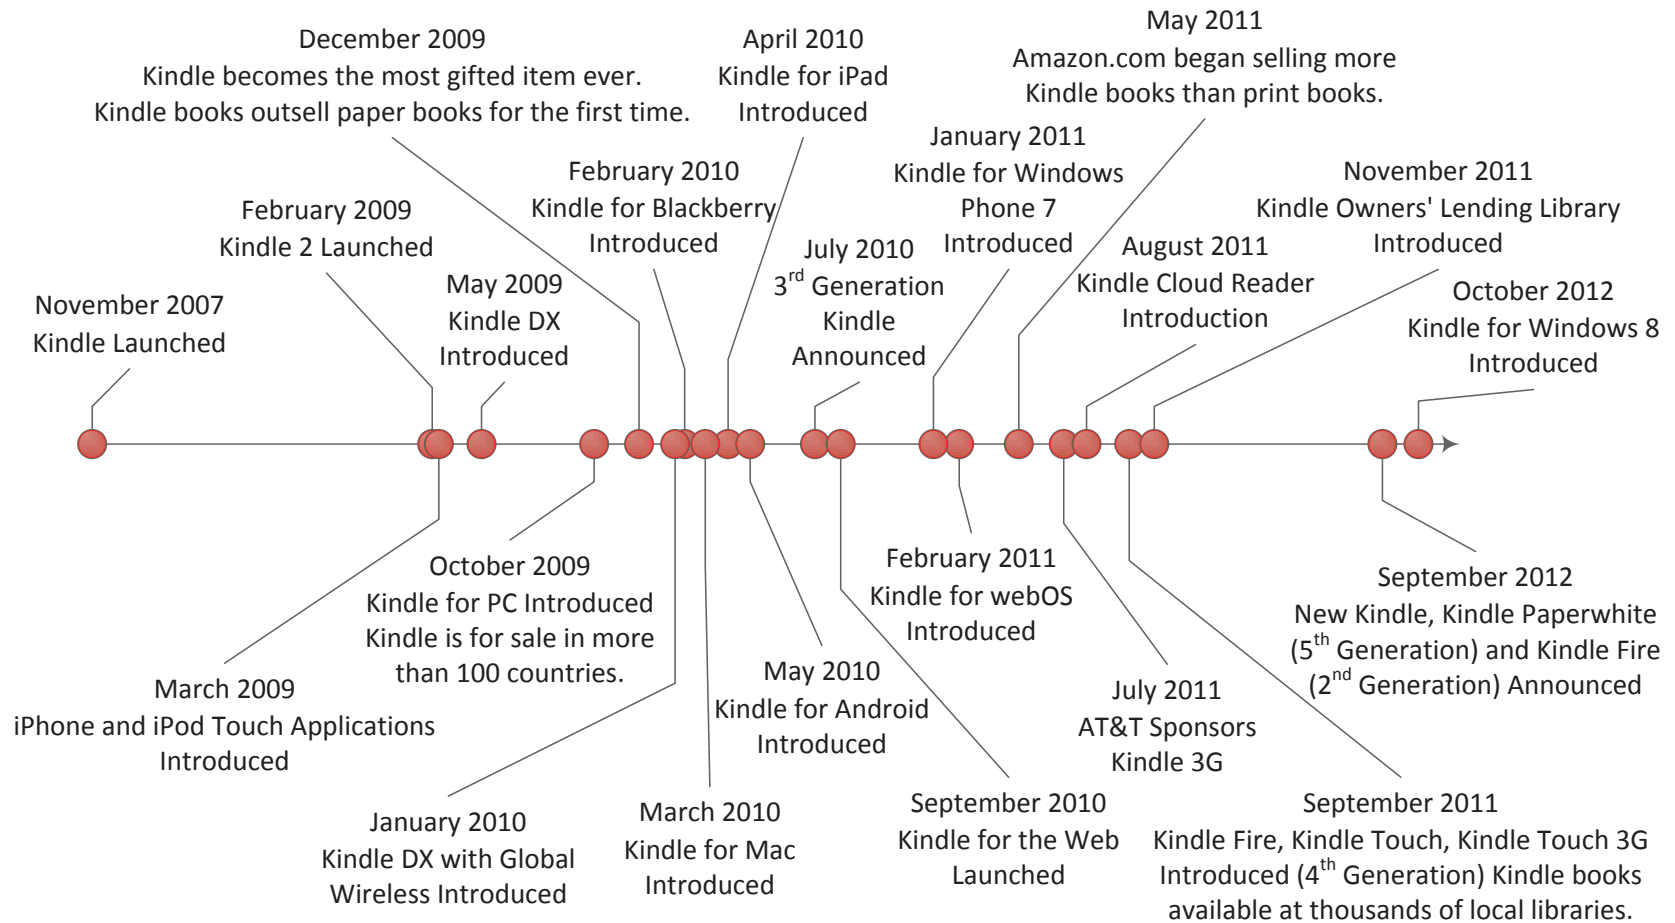 December 2009
Kindle becomes the most gifted item ever.
Kindle books outsell paper books for the first time.
April 2010
Kindle for iPad
Introduced
May 2011
Amazon.com began selling more
Kindle books than print books.
January 2011
Kindle for Windows
Phone 7
Introduced
February 2010
Kindle for Blackberry
Introduced
November 2011
Kindle Owners' Lending Library
Introduced
February 2009
Kindle 2 Launched
July 2010
3rd Generation
Kindle
Announced
August 2011
Kindle Cloud Reader
Introduction
May 2009
Kindle DX
Introduced
November 2007
Kindle Launched
October 2012
Kindle for Windows 8
Introduced
March 2009
iPhone and iPod Touch Applications
Introduced
October 2009
Kindle for PC Introduced
Kindle is for sale in more
than 100 countries.
January 2010
Kindle DX with Global
Wireless Introduced
March 2010
Kindle for Mac
Introduced
May 2010
Kindle for Android
Introduced
September 2010
Kindle for the Web
Launched
February 2011
Kindle for webOS
Introduced
July 2011
AT&T Sponsors
Kindle 3G
September 2011
Kindle Fire, Kindle Touch, Kindle Touch 3G
Introduced (4th Generation) Kindle books
available at thousands of local libraries.
September 2012
New Kindle, Kindle Paperwhite
(5th Generation) and Kindle Fire
(2nd Generation) Announced